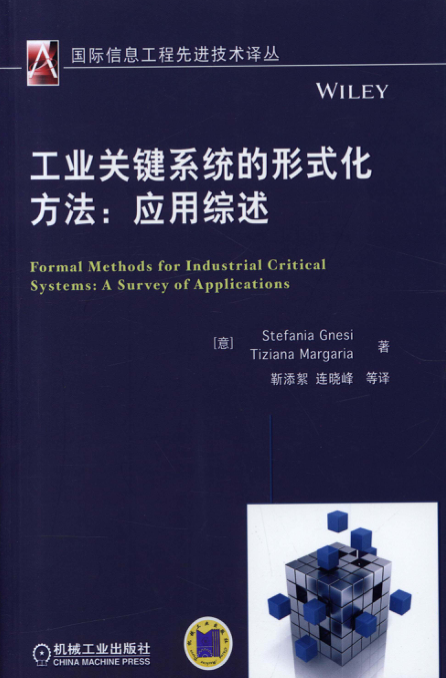 国际信息工程先进技术译丛
WILEY
工业关键系统的形式化
方法：应用综述
Formal Methods for Industrial Critical
Systems: A Survey of Applications
[意] Stefania Gnesi
Tiziana Margaria 著
靳添絮 连晓峰 等译
机械工业出版社
CHINA MACHINE PRESS